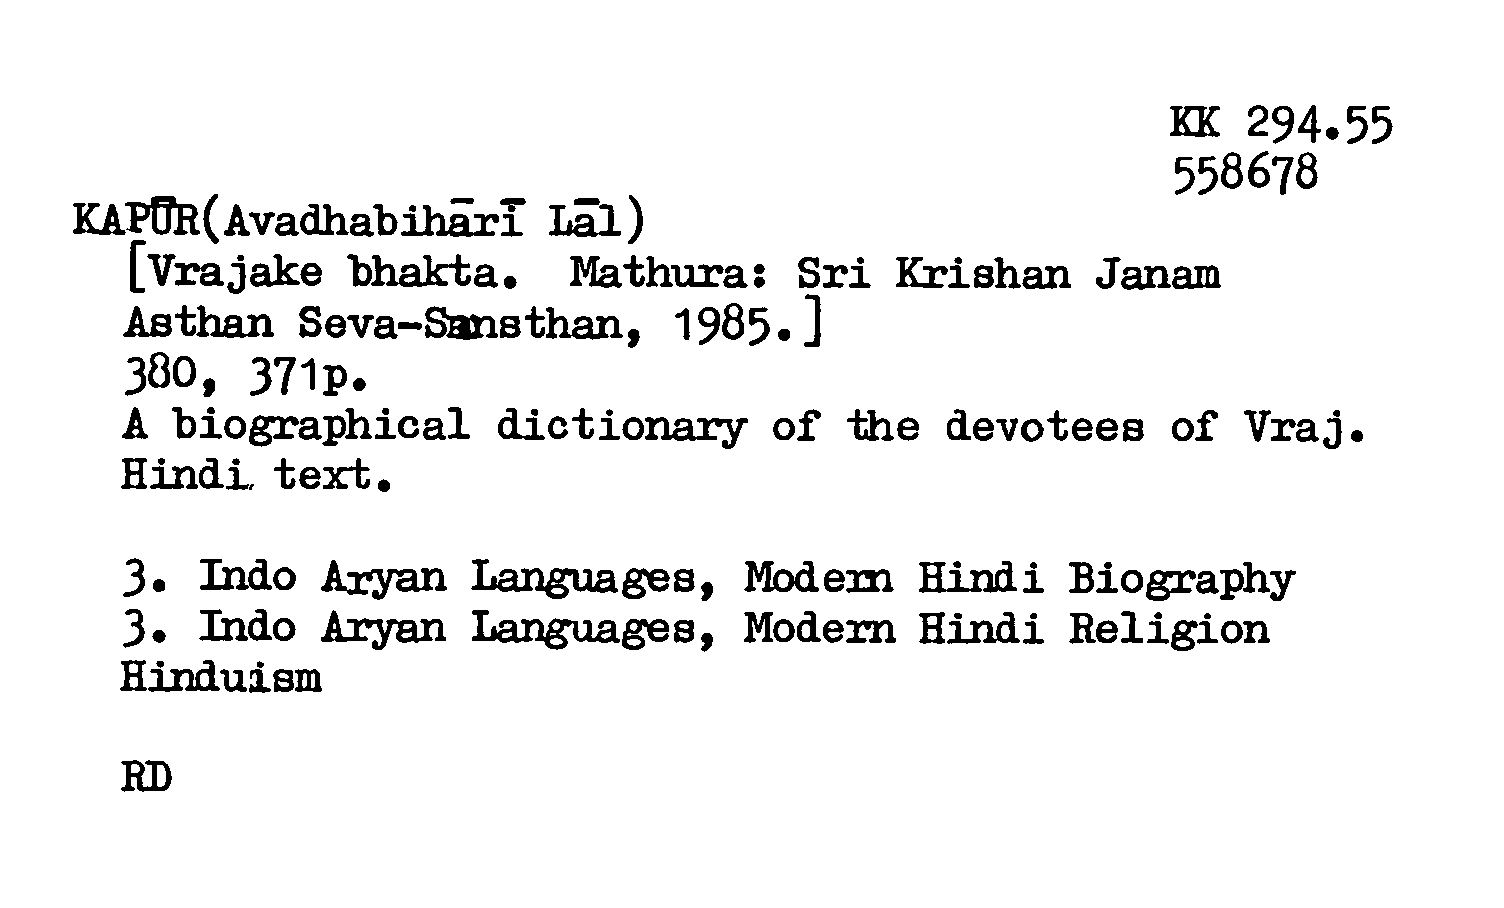 KK 294.55
558678
KAPŪR(Avadhabihārī Lāl)
[Vrajake bhakta. Mathura: Sri Krishan Janam
Asthan Seva-Sansthan, 1985.]
380, 371p.
A biographical dictionary of the devotees of Vraj.
Hindi text.
3. Indo Aryan Languages, Modern Hindi Biography
3. Indo Aryan Languages, Modern Hindi Religion
Hinduism
RD